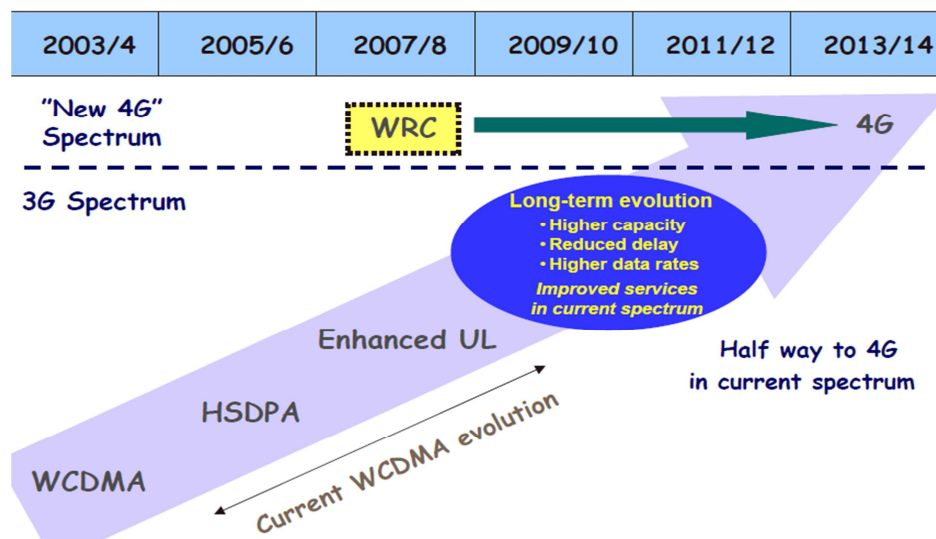 2003/4 2005/6 2007/8 2009/10 2011/12 2013/14
"New 4G"
Spectrum
WRC
4G
3G Spectrum
Long-term evolution
• Higher capacity
• Reduced delay
• Higher data rates
Improved services
in current spectrum
Enhanced UL
Half way to 4G
in current spectrum
HSDPA
Current WCDMA evolution
WCDMA